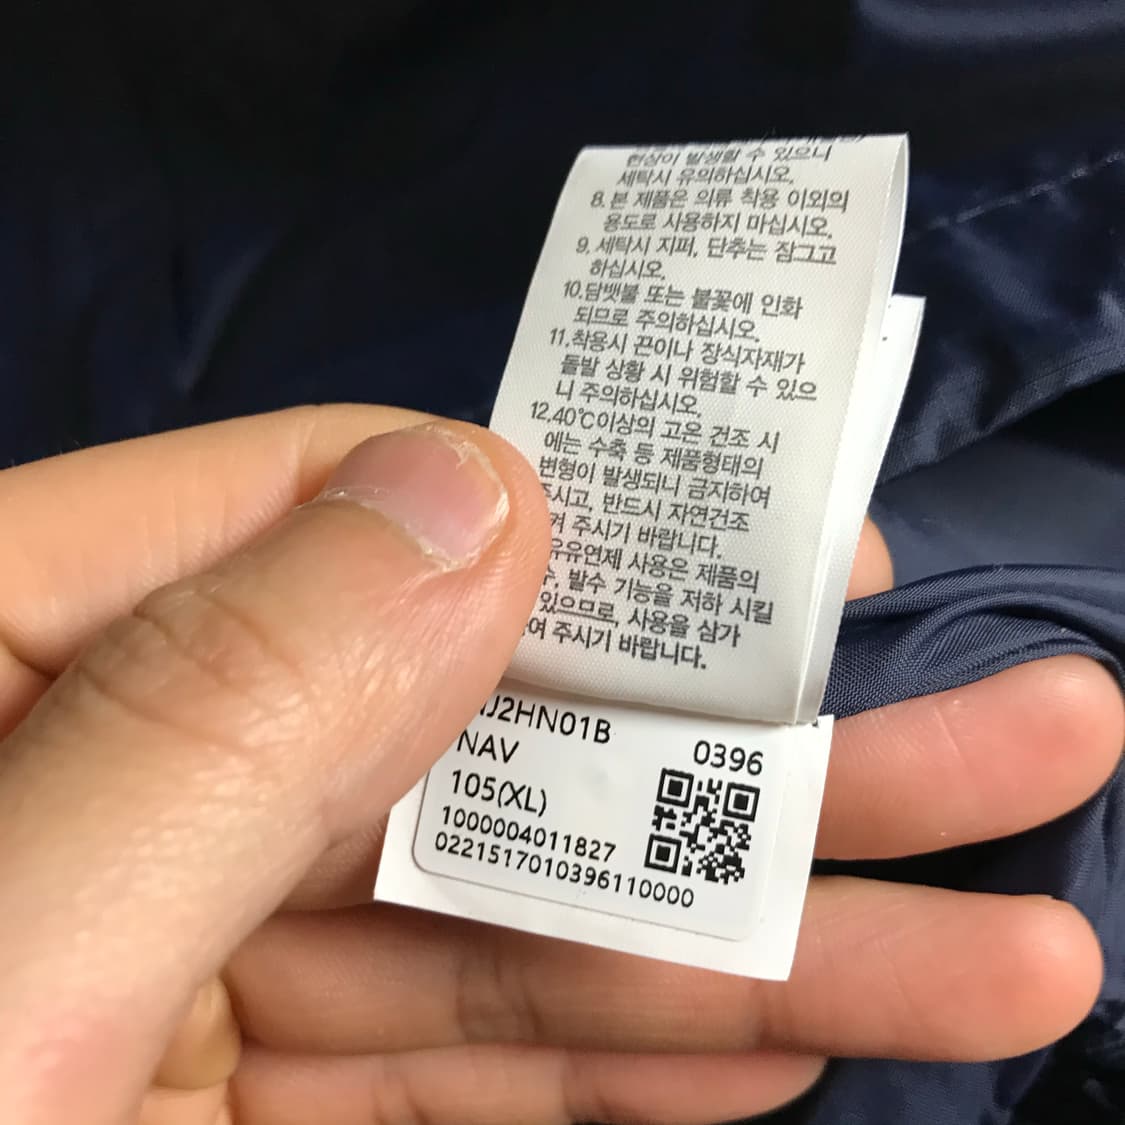 현상이 발생할 수 있으니
세탁시 유의하십시오.
8. 본 제품은 의류 착용 이외의
용도로 사용하지 마십시오.
9. 세탁시 지퍼, 단추는 잠그고
하십시오.
10.담뱃불 또는 불꽃에 인화
되므로 주의하십시오.
11.착용시 끈이나 장식자재가
돌발 상황 시 위험할 수 있으
니 주의하십시오.
12.40℃이상의 고온 건조 시
에는 수축 등 제품형태의
변형이 발생되니 금지하여
주시고, 반드시 자연건조
주시기 바랍니다.
사용은 제품의
발수 기능을 저하 시킬
있으므로, 사용을 삼가
주시기 바랍니다.
J2HN01B
0396
NAV
105(XL)
1000004011827
0221517010396110000